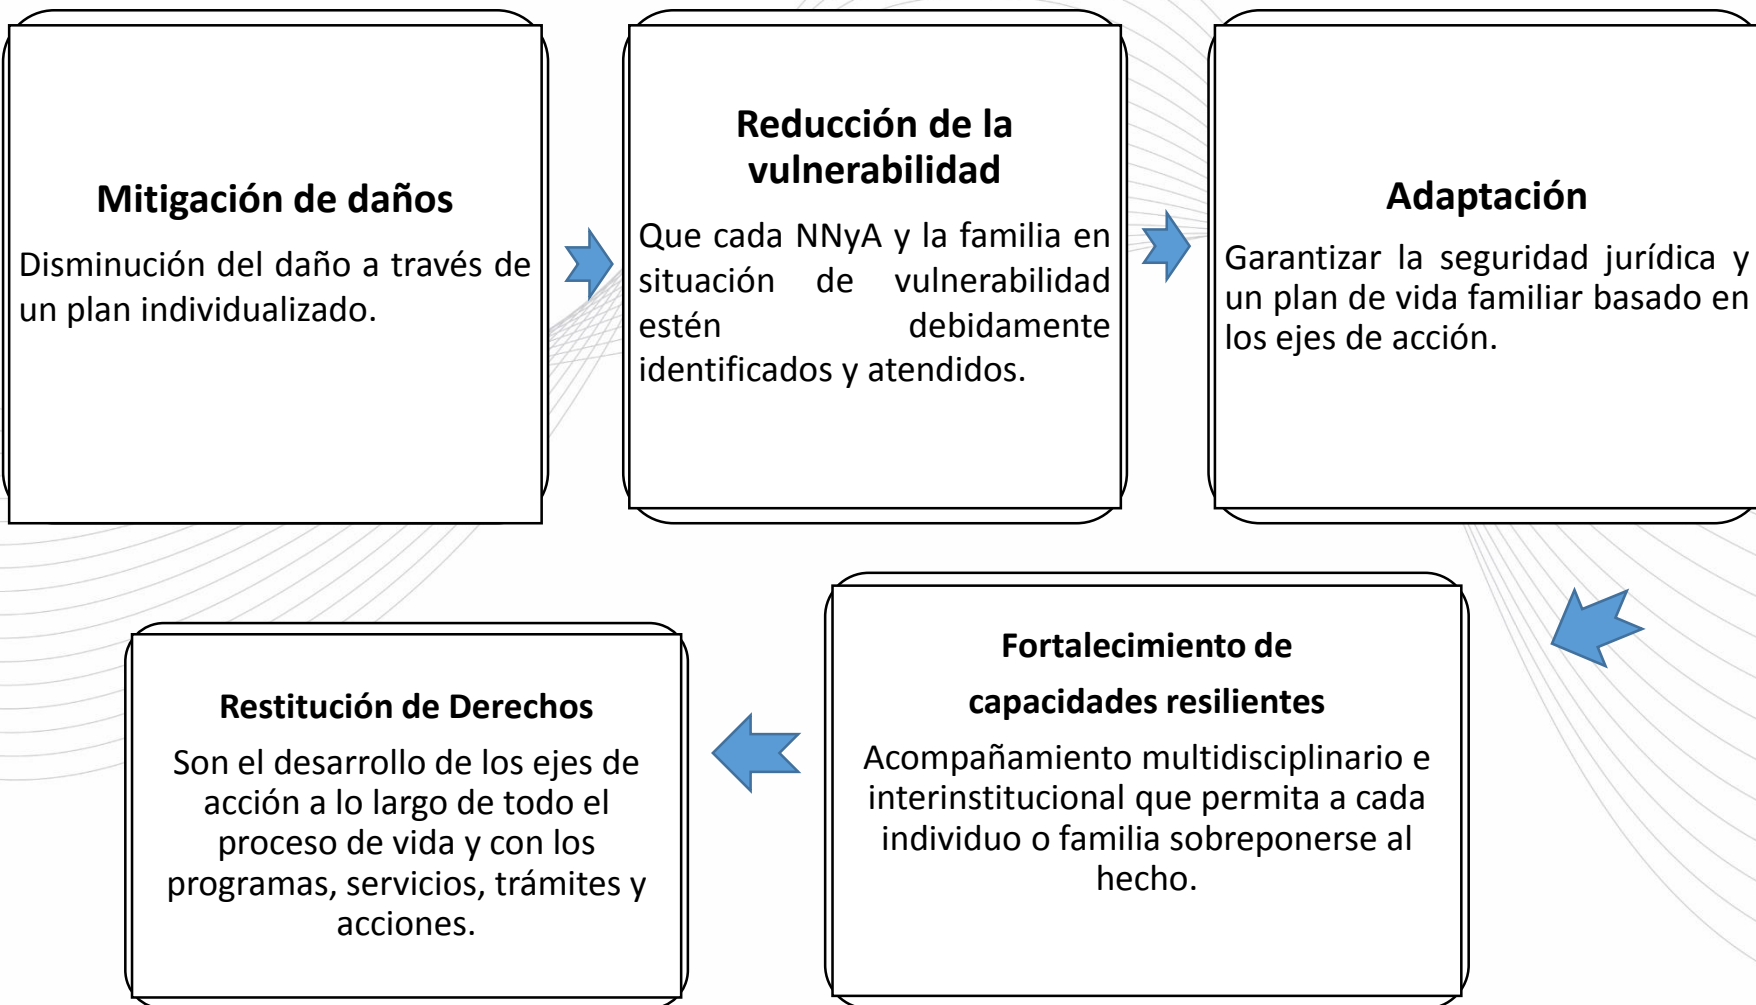 Mitigación de daños
Disminución del daño a través de
un plan individualizado.
Reducción de la
vulnerabilidad
Que cada NNyA y la familia en
situación de vulnerabilidad
estén debidamente
identificados y atendidos.
Adaptación
Garantizar la seguridad jurídica y
un plan de vida familiar basado en
los ejes de acción.
Fortalecimiento de
capacidades resilientes
Acompañamiento multidisciplinario e
interinstitucional que permita a cada
individuo o familia sobreponerse al
hecho.
Restitución de Derechos
Son el desarrollo de los ejes de
acción a lo largo de todo el
proceso de vida y con los
programas, servicios, trámites y
acciones.